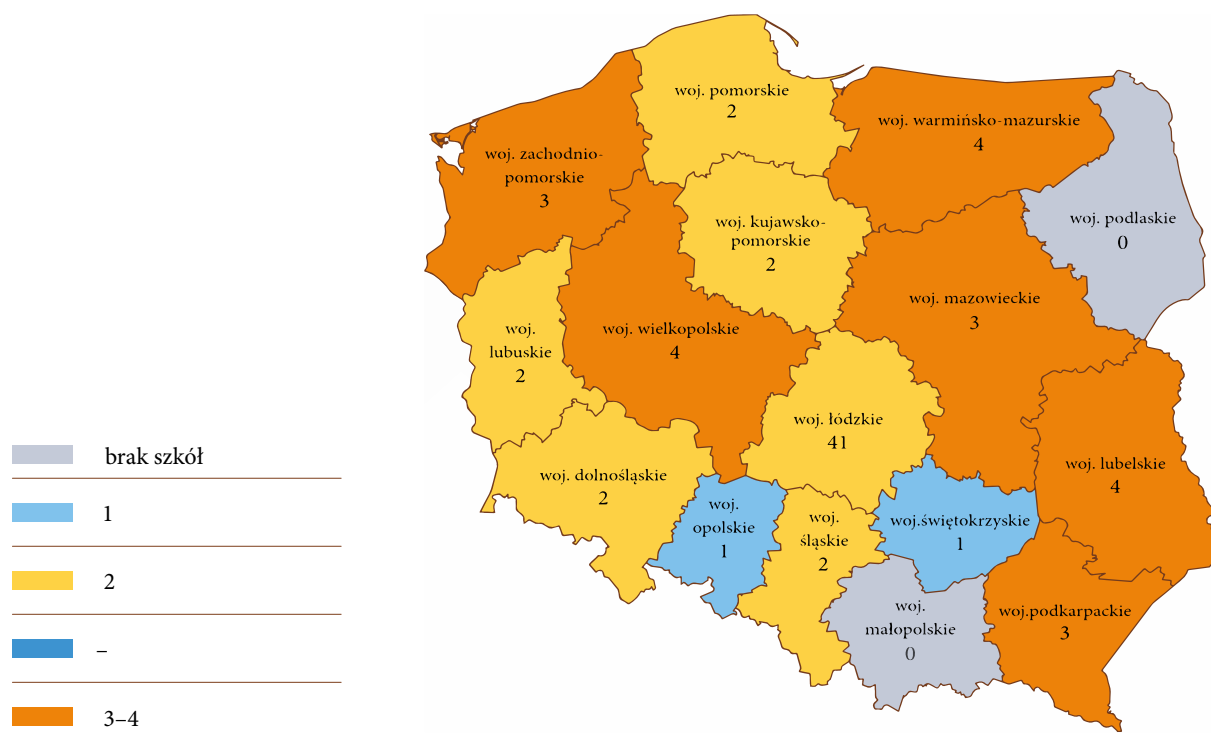 woj. pomorskie
2
woj. warmińsko-mazurskie
4
woj. zachodnio-
pomorskie
3
woj. podlaskie
0
woj. kujawsko-
pomorskie
2
woj. mazowieckie
3
woj. wielkopolskie
4
woj.
lubuskie
2
woj. łódzkie
41
woj. lubelskie
4
woj. dolnośląskie
2
woj.
opolskie
1
woj.
śląskie
2
woj.świętokrzyskie
1
woj.
małopolskie
0
woj.podkarpackie
3
brak szkół
1
2
–
3–4